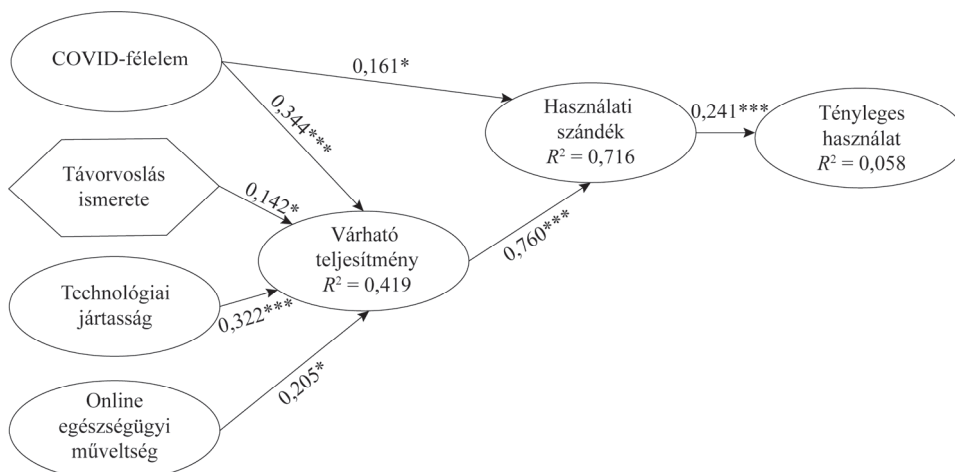 COVID-félelem
0,161*
0,344***
Használati
szándék
R² = 0,716
0,241***
Tényleges
használat
R² = 0,058
Távorvoslás
ismerete
0,142*
Várható
teljesítmény
R² = 0,419
0,760***
Technológiai
jártasság
0,322***
Online
egészségügyi
műveltség
0,205*